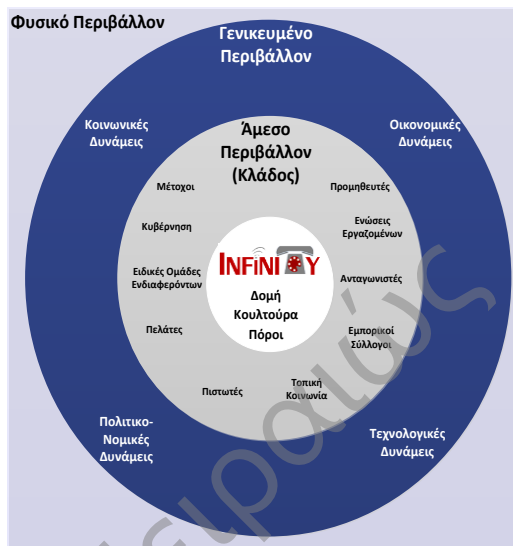 Φυσικό Περιβάλλον
Γενικευμένο
Περιβάλλον
Κοινωνικές
Δυνάμεις
Οικονομικές
Δυνάμεις
Άμεσο
Περιβάλλον
(Κλάδος)
Μέτοχοι
Προμηθευτές
Κυβέρνηση
Ενώσεις
Εργαζομένων
Ειδικές Ομάδες
Ενδιαφερόντων
Ανταγωνιστές
INFINITY
Δομή
Κουλτούρα
Πόροι
Πελάτες
Εμπορικοί
Σύλλογοι
Πιστωτές
Τοπική
Κοινωνία
Πολιτικο-
Νομικές
Δυνάμεις
Τεχνολογικές
Δυνάμεις